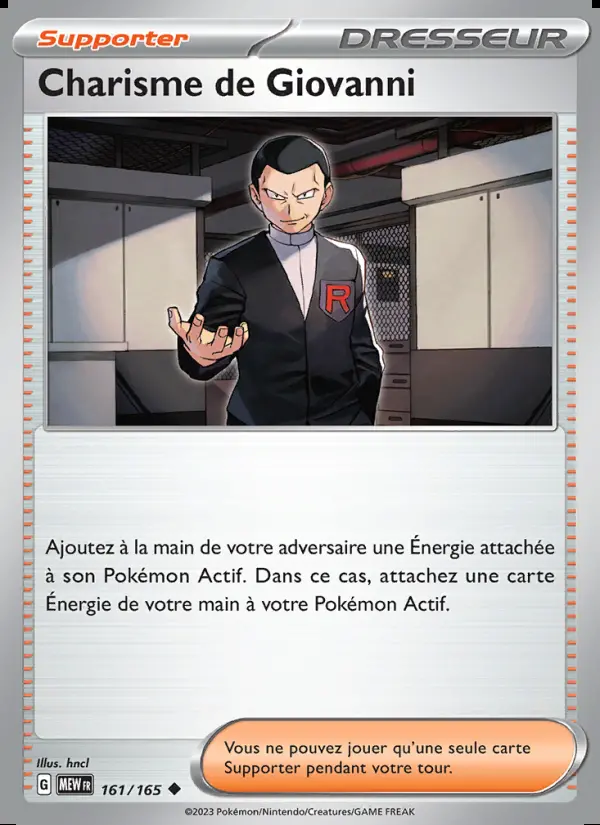 Supporter DRESSEUR
Charisme de Giovanni
R
Ajoutez à la main de votre adversaire une Énergie attachée
à son Pokémon Actif. Dans ce cas, attachez une carte
Énergie de votre main à votre Pokémon Actif.
Vous ne pouvez jouer qu'une seule carte
Supporter pendant votre tour.
Illus. hncl
G MEW FR 161/165
©2023 Pokémon/Nintendo/Creatures/GAME FREAK